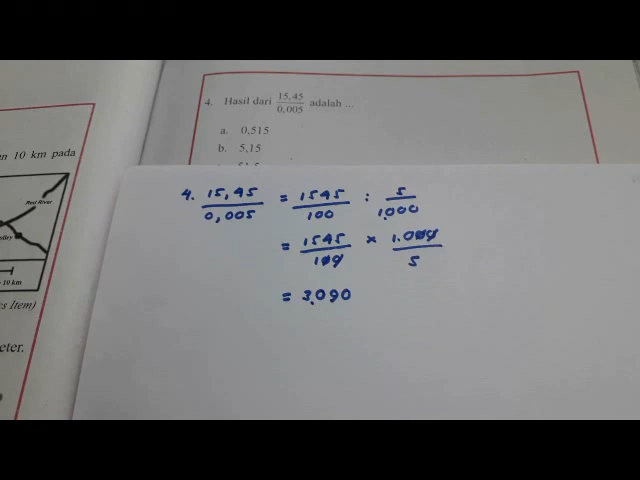 4. Hasil dari 15,45/0,005 adalah ...
a. 0,515
b. 5,15
n 10 km pada
Red River
10 km
s Item)
eter.
4. 15,45/0,005 = 1545/100 : 5/1.000
= 1545/100 × 1.000/5
= 3.090